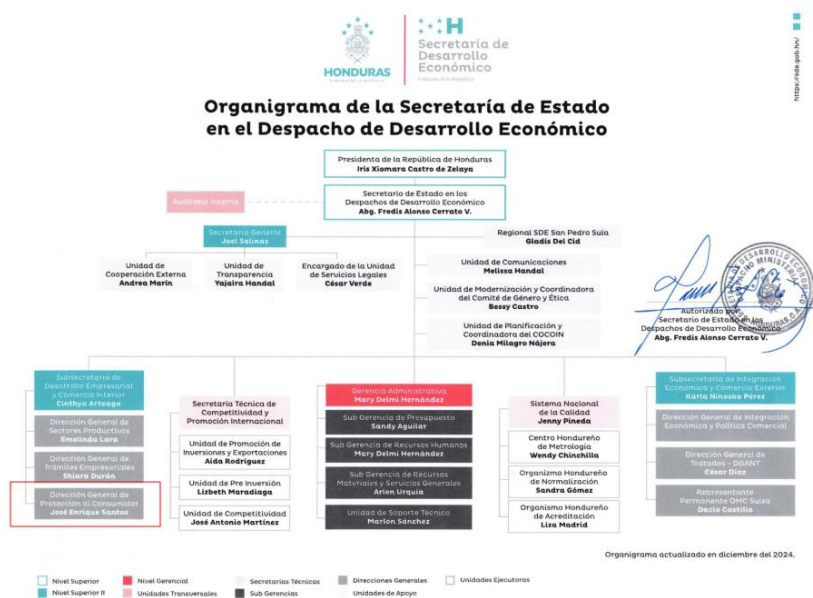 HONDURAS
Secretaría de
Desarrollo
Económico
https://sde.gob.hn/
Organigrama de la Secretaría de Estado
en el Despacho de Desarrollo Económico
Presidenta de la República de Honduras
Iris Xiomara Castro de Zelaya
Auditoría Interna
Secretario de Estado en los
Despachos de Desarrollo Económico
Abg. Fredis Alonso Cerrato V.
Secretaría General
Joel Salinas
Regional SDE San Pedro Sula
Gladis Del Cid
Unidad de
Cooperación Externa
Andrea Marin
Unidad de
Transparencia
Yajaira Handal
Encargado de la Unidad
de Servicios Legales
César Verde
Unidad de Comunicaciones
Melissa Handal
Unidad de Modernización y Coordinadora
del Comité de Género y Ética
Bessy Castro
Unidad de Planificación y
Coordinadora del COCOIN
Denia Milagro Nájera
Autorizado por
Secretario de Estado en los
Despachos de Desarrollo Económico
Abg. Fredis Alonso Cerrato V.
Subsecretaría de
Desarrollo Empresarial
y Comercio Interior
Cinthya Arteaga
Dirección General de
Sectores Productivos
Emelinda Lara
Dirección General de
Trámites Empresariales
Shiara Durán
Dirección General de
Protección al Consumidor
José Enrique Santos
Secretaría Técnica de
Competitividad y
Promoción Internacional
Unidad de Promoción de
Inversiones y Exportaciones
Aida Rodríguez
Unidad de Pre Inversión
Lizbeth Maradiaga
Unidad de Competitividad
José Antonio Martínez
Gerencia Administrativa
Mary Delmi Hernández
Sub Gerencia de Presupuesto
Sandy Aguilar
Sub Gerencia de Recursos Humanos
Mary Delmi Hernández
Sub Gerencia de Recursos
Materiales y Servicios Generales
Arlen Urquía
Unidad de Soporte Técnico
Marlon Sánchez
Sistema Nacional
de la Calidad
Jenny Pineda
Centro Hondureño
de Metrología
Wendy Chinchilla
Organizmo Hondureño
de Normalización
Sandra Gómez
Organismo Hondureño
de Acreditación
Liza Madrid
Subsecretaría de Integración
Económica y Comercio Exterior
Karla Ninoska Pérez
Dirección General de Integración
Económica y Política Comercial
Dirección General de
Tratados - DGANT
César Díaz
Representante
Permanente OMC Suiza
Dacio Castillo
Organigrama actualizado en diciembre del 2024.
Nivel Superior
Nivel Gerencial
Secretarías Técnicas
Direcciones Generales
Unidades Ejecutoras
Nivel Superior II
Unidades Transversales
Sub Gerencias
Unidades de Apoyo